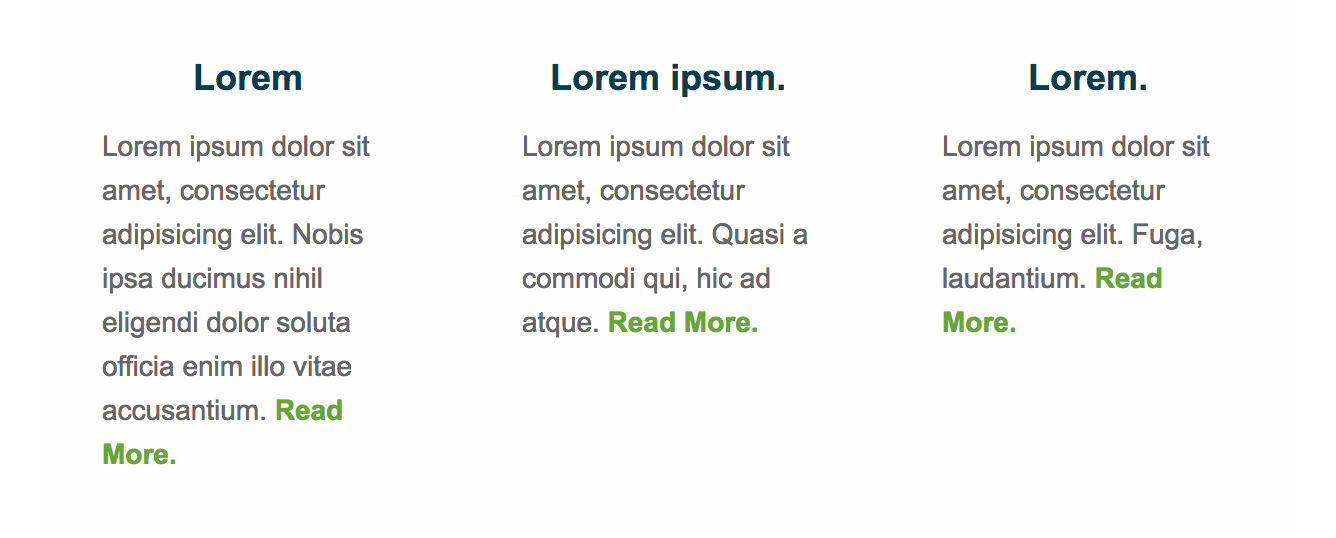 Lorem
Lorem ipsum dolor sit
amet, consectetur
adipisicing elit. Nobis
ipsa ducimus nihil
eligendi dolor soluta
officia enim illo vitae
accusantium. Read
More.
Lorem ipsum.
Lorem ipsum dolor sit
amet, consectetur
adipisicing elit. Quasi a
commodi qui, hic ad
atque. Read More.
Lorem.
Lorem ipsum dolor sit
amet, consectetur
adipisicing elit. Fuga,
laudantium. Read
More.